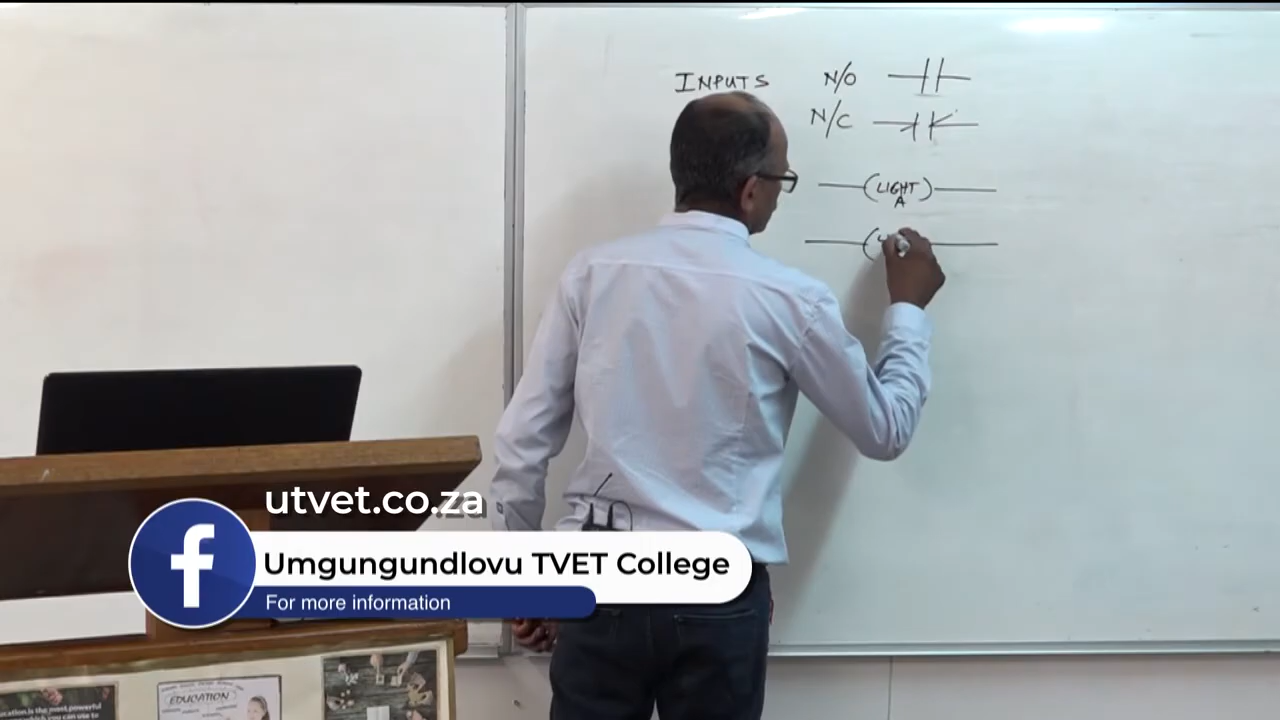 INPUTS N/O
N/C
LIGHT
A
utvet.co.za
Umgungundlovu TVET College
For more information
EDUCATION